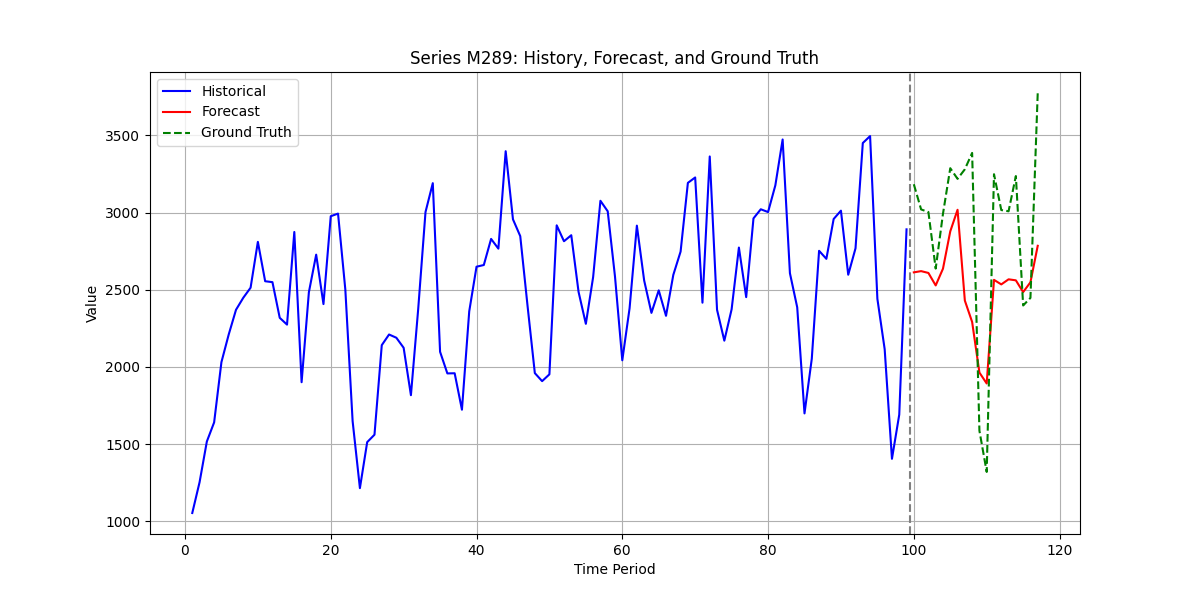 Series M289: History, Forecast, and Ground Truth
Historical
Forecast
Ground Truth
Value
3500
3000
2500
2000
1500
1000
0 20 40 60 80 100 120
Time Period